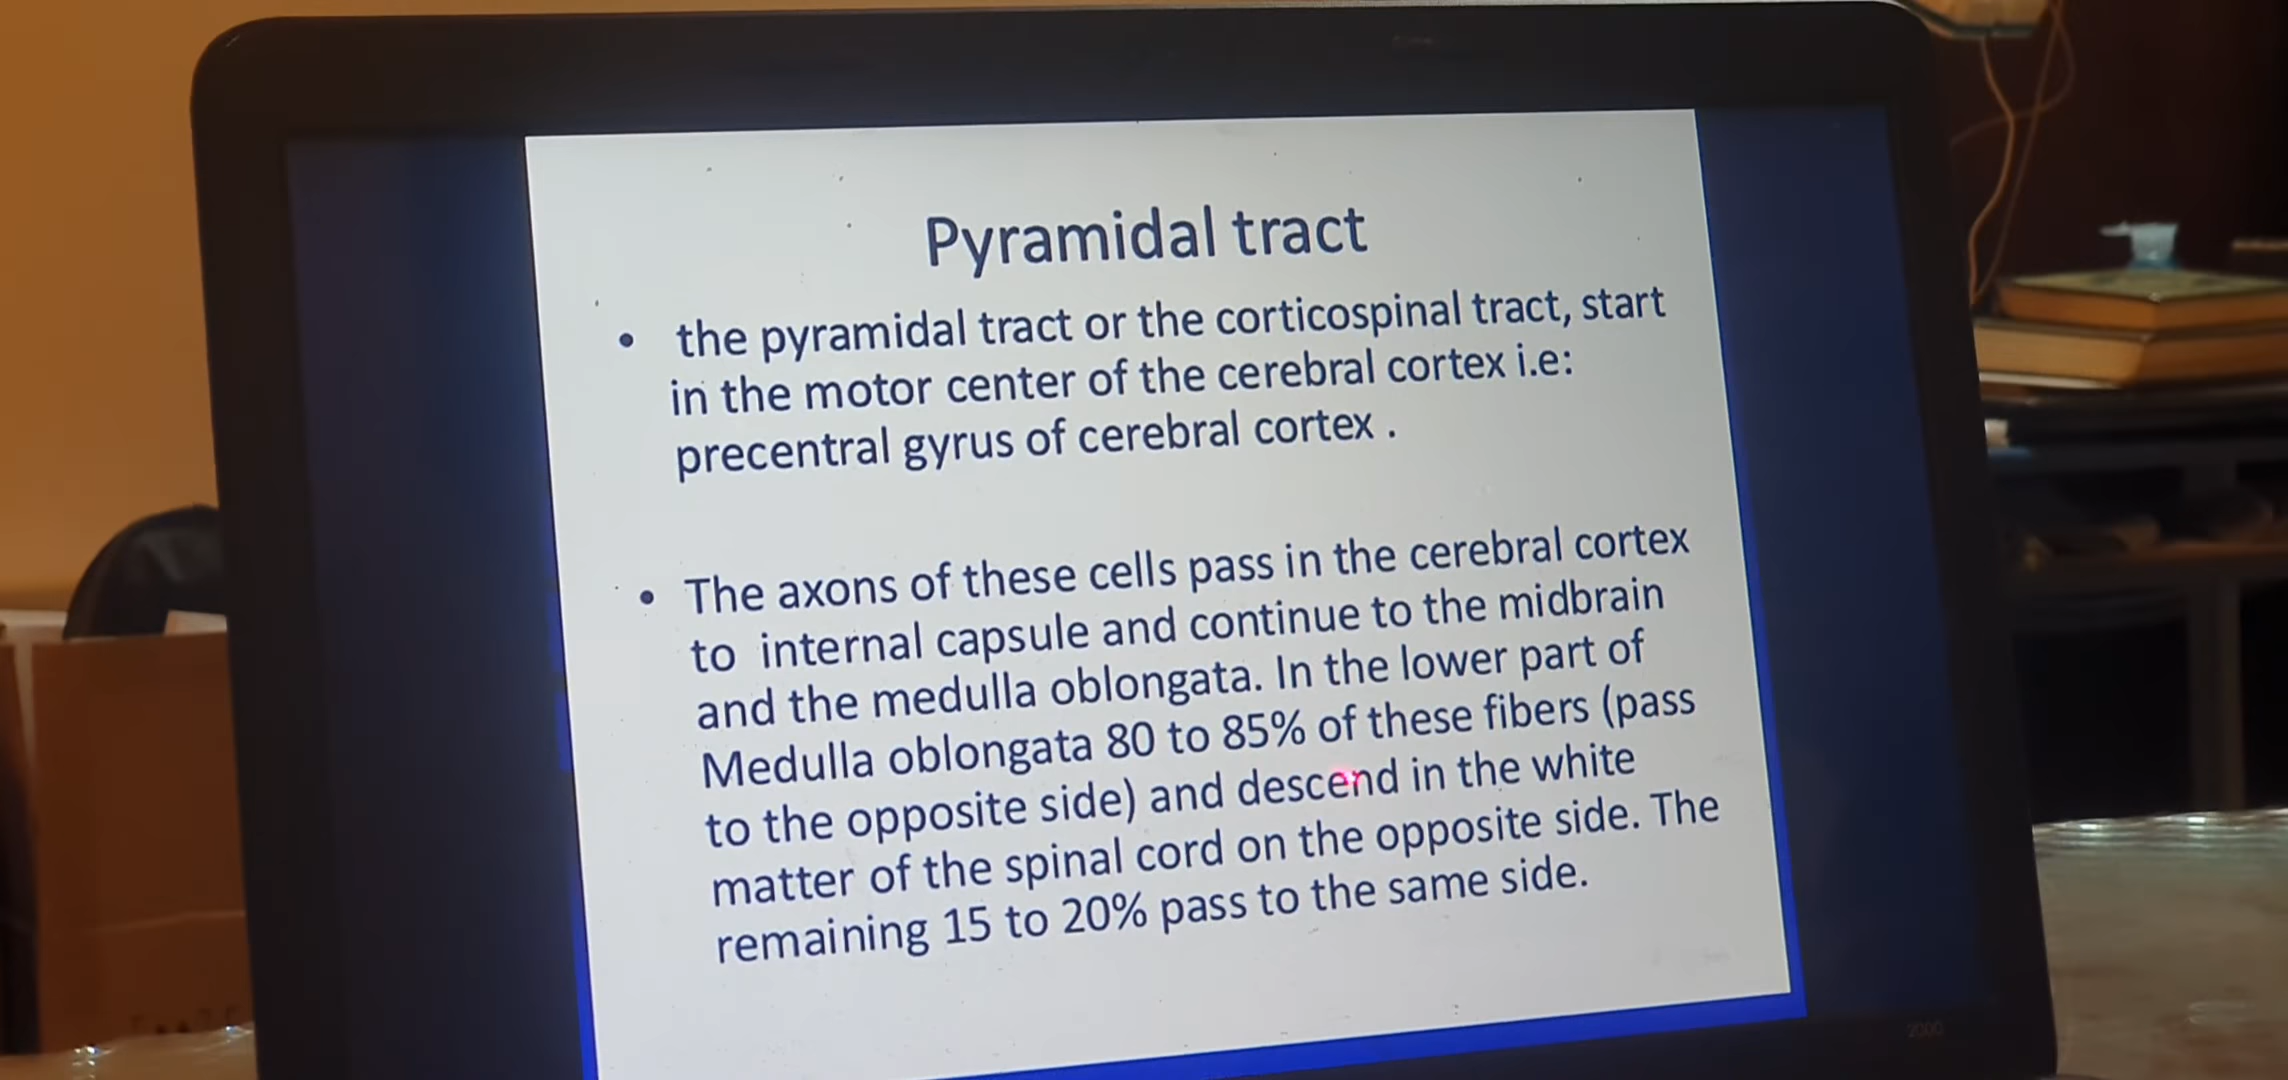 Pyramidal tract
• the pyramidal tract or the corticospinal tract, start
in the motor center of the cerebral cortex i.e:
precentral gyrus of cerebral cortex .
• The axons of these cells pass in the cerebral cortex
to internal capsule and continue to the midbrain
and the medulla oblongata. In the lower part of
Medulla oblongata 80 to 85% of these fibers (pass
to the opposite side) and descend in the white
matter of the spinal cord on the opposite side. The
remaining 15 to 20% pass to the same side.
2000